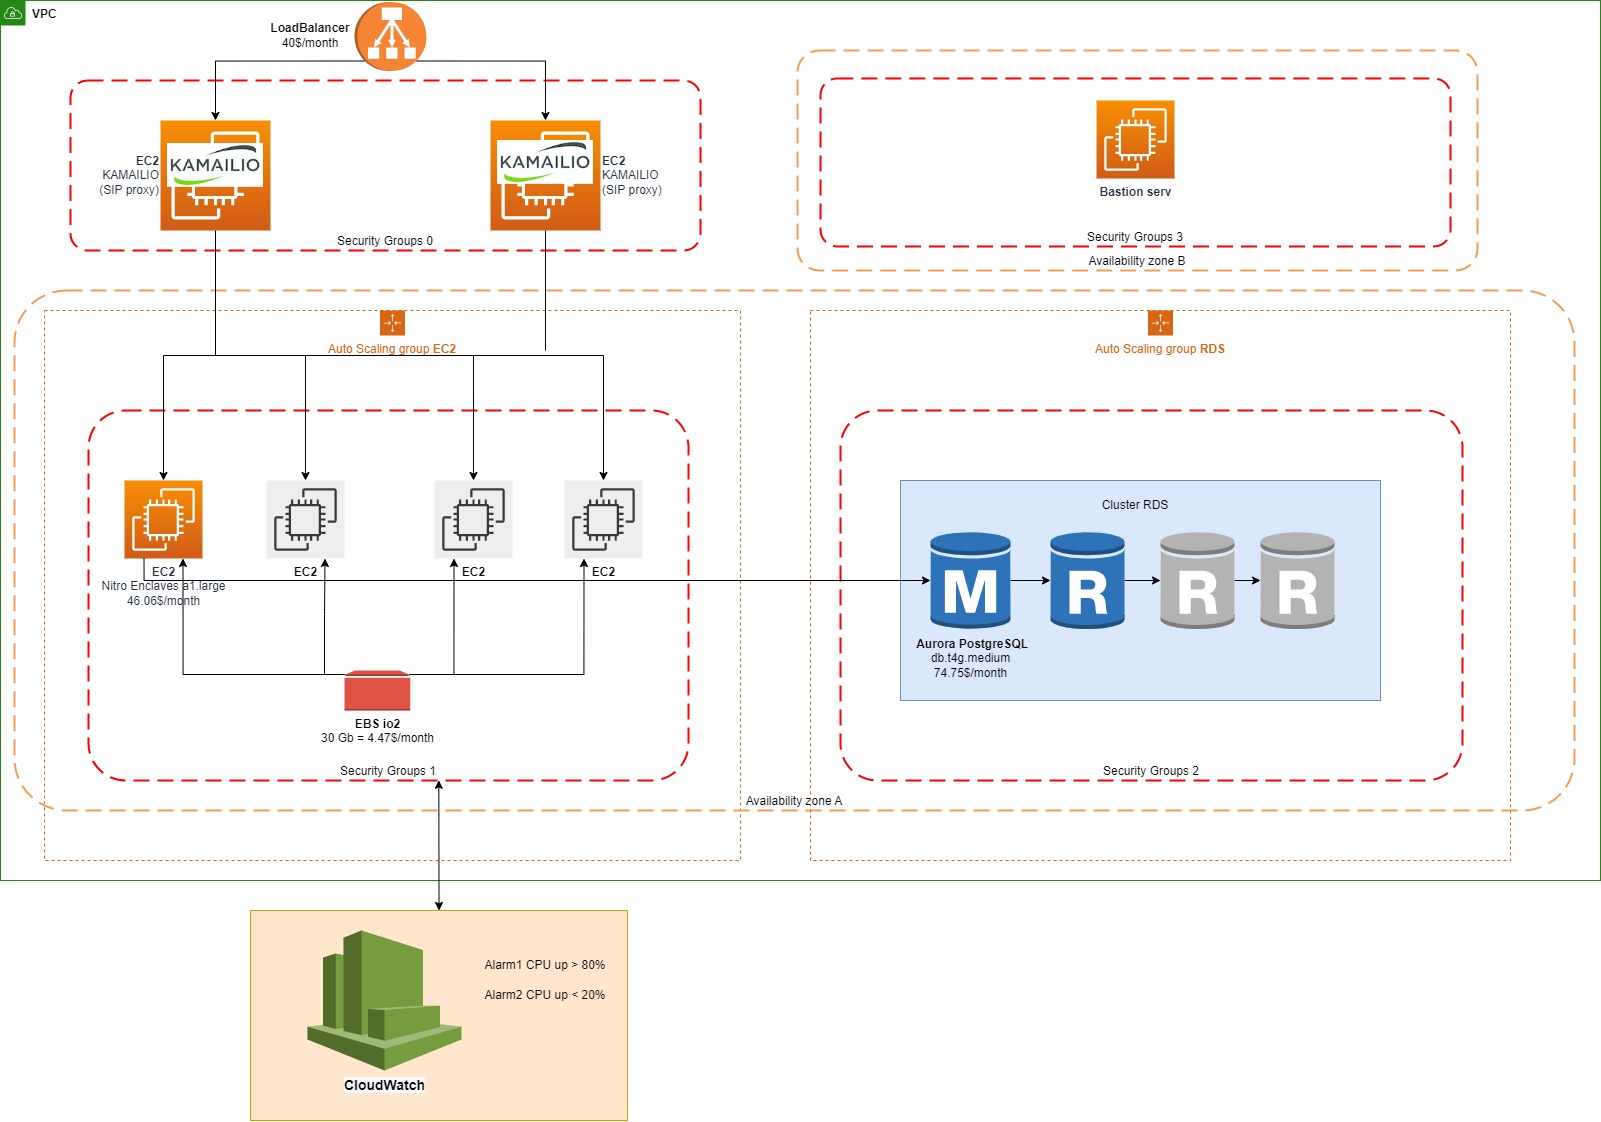 VPC
LoadBalancer
40$/month
EC2
KAMAILIO
(SIP proxy)
KAMAILIO
KAMAILIO
EC2
KAMAILIO
(SIP proxy)
Security Groups 0
Bastion serv
Security Groups 3
Availability zone B
Auto Scaling group EC2
Auto Scaling group RDS
EC2
Nitro Enclaves a1.large
46.06$/month
EC2
EC2
EC2
EBS io2
30 Gb = 4.47$/month
Security Groups 1
Cluster RDS
M
R
R
R
Aurora PostgreSQL
db.t4g.medium
74.75$/month
Security Groups 2
Availability zone A
Alarm1 CPU up > 80%
Alarm2 CPU up < 20%
CloudWatch